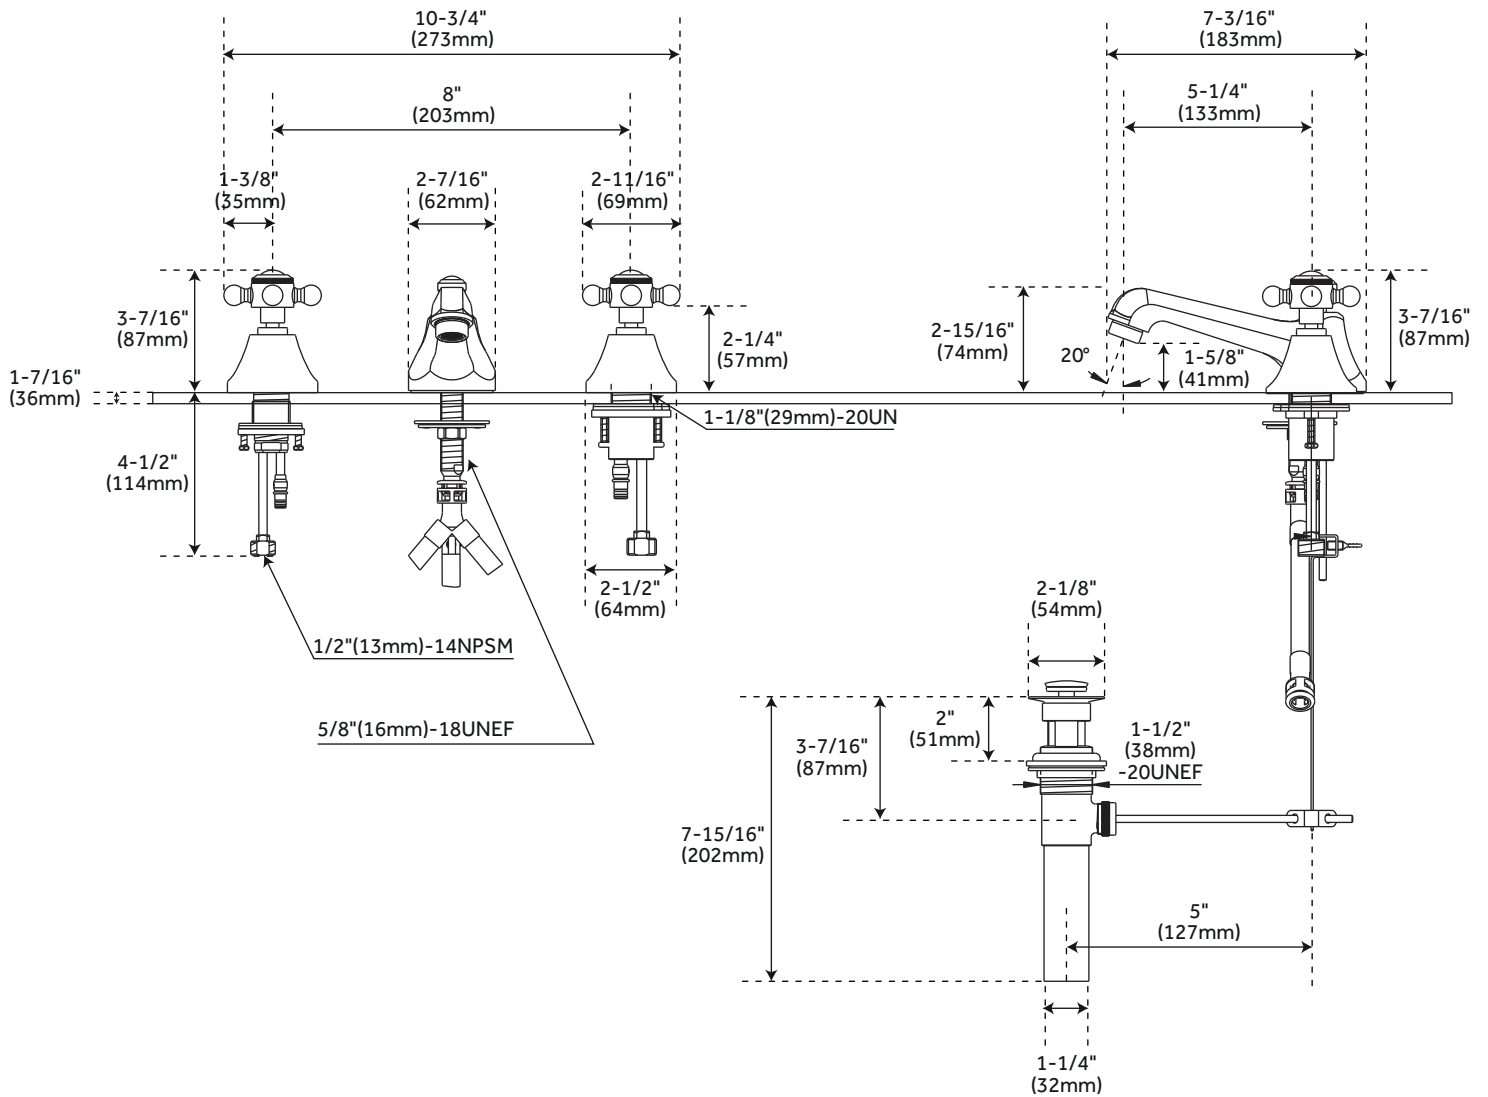 10-3/4"
(273mm)
7-3/16"
(183mm)
8"
(203mm)
5-1/4"
(133mm)
1-3/8"
(35mm)
2-7/16"
(62mm)
2-11/16"
(69mm)
3-7/16"
(87mm)
2-1/4"
(57mm)
2-15/16"
(74mm)
20°
1-5/8"
(41mm)
3-7/16"
(87mm)
1-7/16"
(36mm)
1-1/8"(29mm)-20UN
4-1/2"
(114mm)
2-1/2"
(64mm)
2-1/8"
(54mm)
1/2"(13mm)-14NPSM
5/8"(16mm)-18UNEF
2"
(51mm)
1-1/2"
(38mm)
-20UNEF
3-7/16"
(87mm)
7-15/16"
(202mm)
5"
(127mm)
1-1/4"
(32mm)